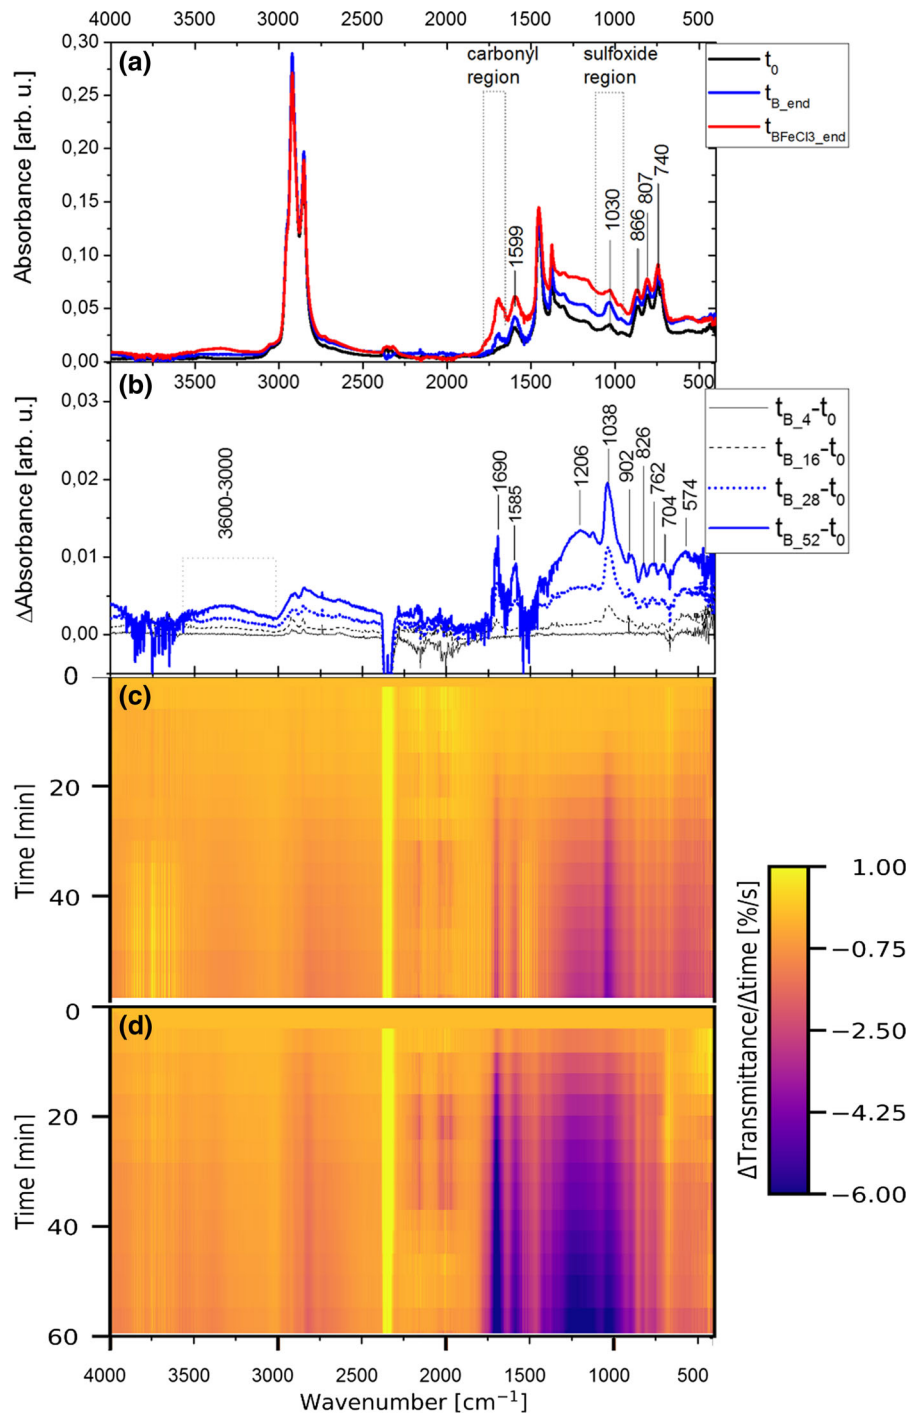 4000 3500 3000 2500 2000 1500 1000 500
0,30
(a)
carbonyl
region
sulfoxide
region
t0
tB_end
tBFeCl3_end
0,25
0,20
0,15
0,10
0,05
0,00
Absorbance [arb. u.]
1599
1030
866
807
740
3500 3000 2500 2000 1500 1000 500
(b)
0,03
0,02
0,01
0,00
0
ΔAbsorbance [arb. u.]
3600-3000
1690
1585
1206
1038
902
826
762
704
574
tB_4-t0
tB_16-t0
tB_28-t0
tB_52-t0
(c)
20
40
0
Time [min]
(d)
20
40
60
Time [min]
1.00
−0.75
−2.50
−4.25
−6.00
ΔTransmittance/Δtime [%/s]
4000 3500 3000 2500 2000 1500 1000 500
Wavenumber [cm⁻¹]